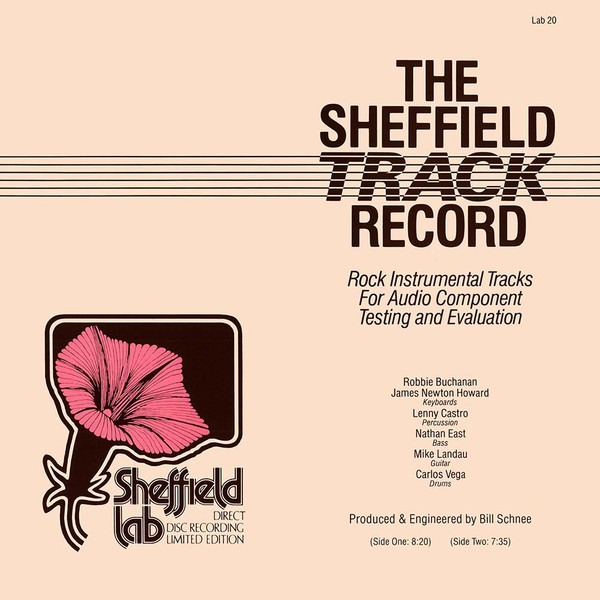 Lab 20
THE
SHEFFIELD
TRACK
RECORD
Rock Instrumental Tracks
For Audio Component
Testing and Evaluation
Robbie Buchanan
James Newton Howard
Keyboards
Lenny Castro
Percussion
Nathan East
Bass
Mike Landau
Guitar
Carlos Vega
Drums
Produced & Engineered by Bill Schnee
(Side One: 8:20) (Side Two: 7:35)
Sheffield
lab
DIRECT
DISC RECORDING
LIMITED EDITION